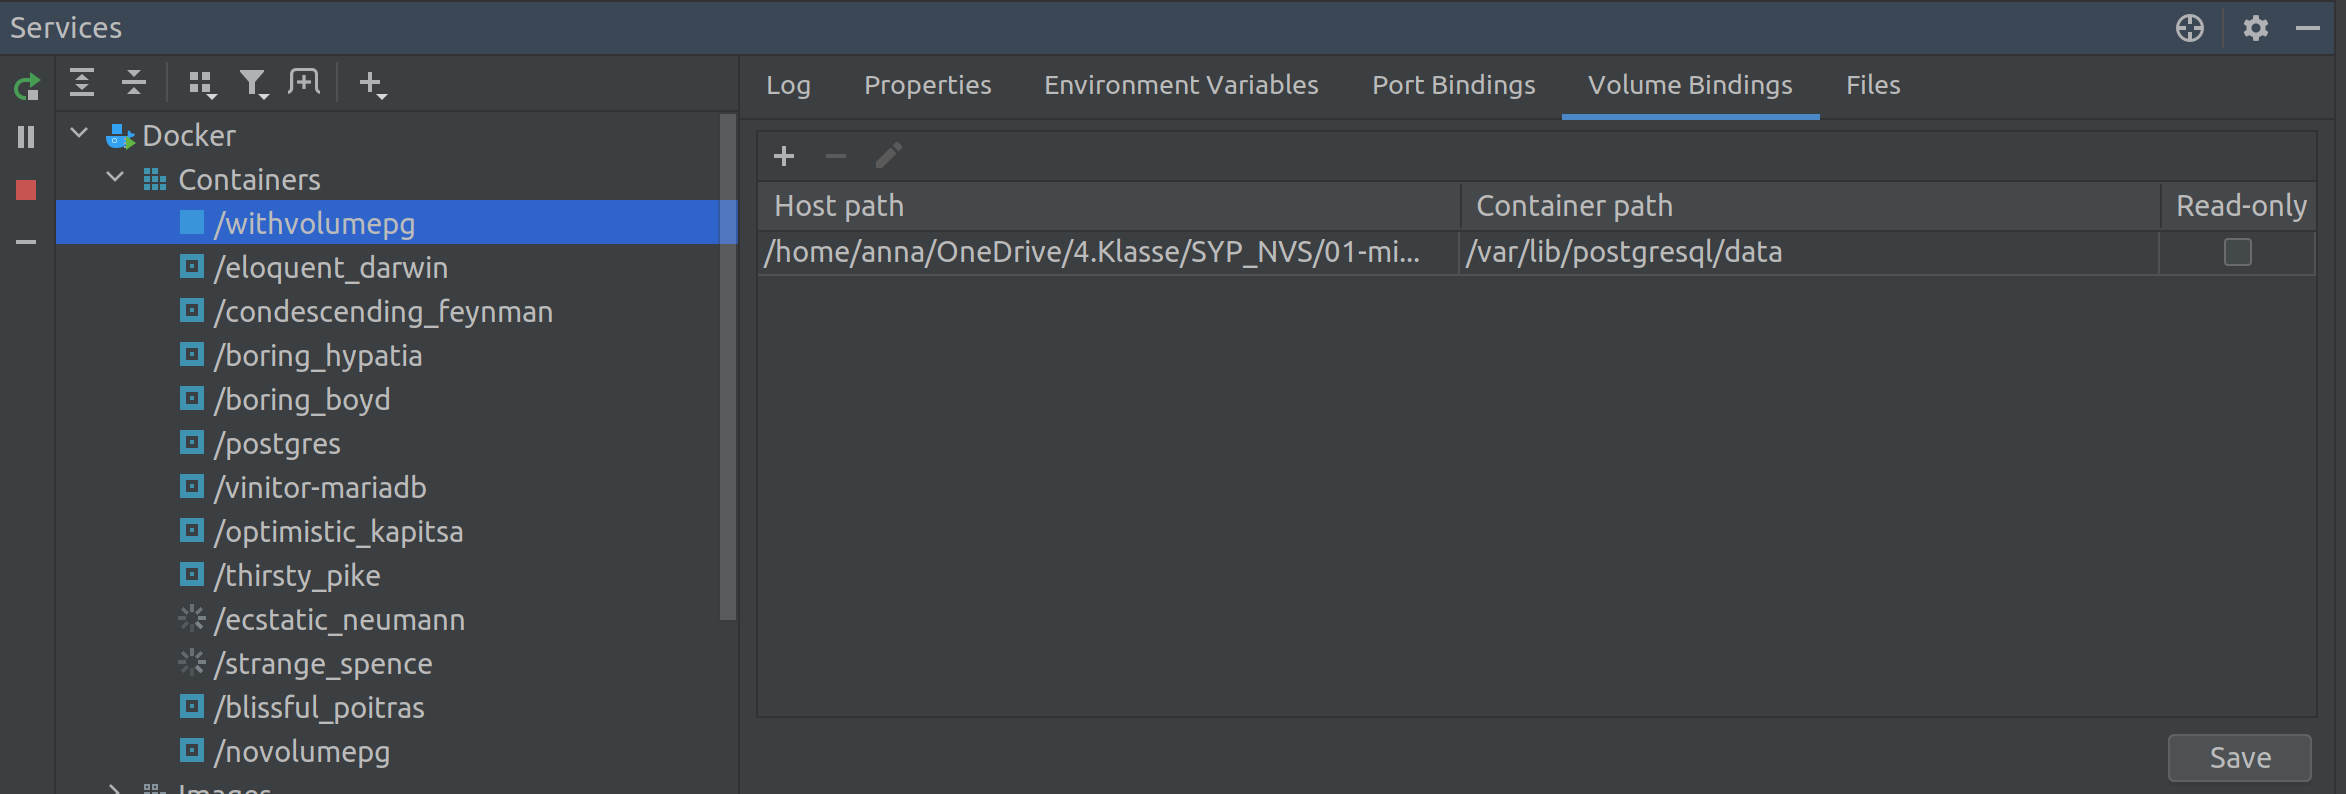 Services
Log Properties Environment Variables Port Bindings Volume Bindings Files
Docker
Containers
/withvolumepg
/eloquent_darwin
/condescending_feynman
/boring_hypatia
/boring_boyd
/postgres
/vinitor-mariadb
/optimistic_kapitsa
/thirsty_pike
/ecstatic_neumann
/strange_spence
/blissful_poitras
/novolumepg
Images
Host path Container path Read-only
/home/anna/OneDrive/4.Klasse/SYP_NVS/01-mi... /var/lib/postgresql/data
Save